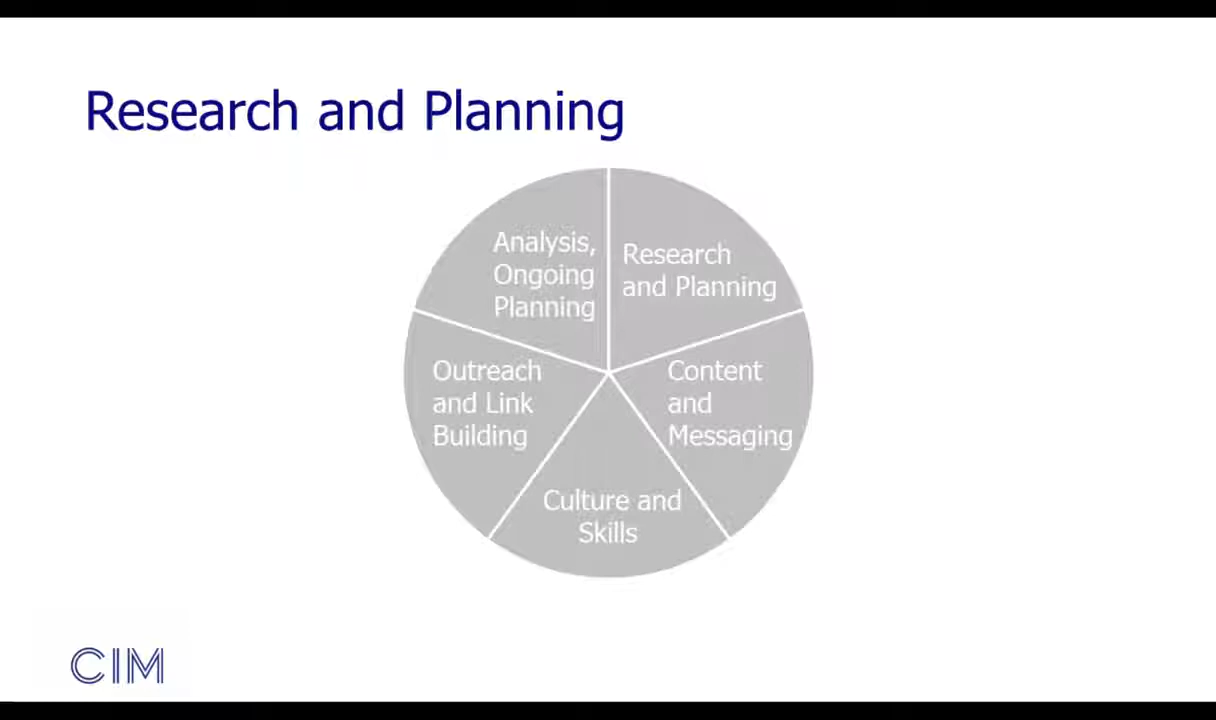 Research and Planning
Analysis,
Ongoing
Planning
Research
and Planning
Outreach
and Link
Building
Content
and
Messaging
Culture and
Skills
CIM